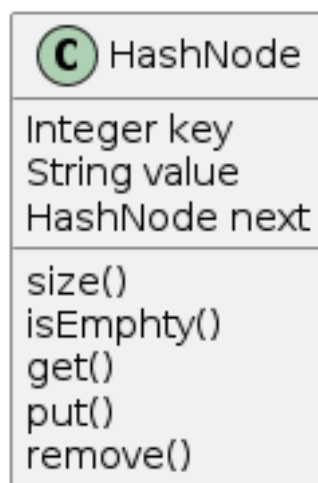 C HashNode
Integer key
String value
HashNode next
size()
isEmphty()
get()
put()
remove()